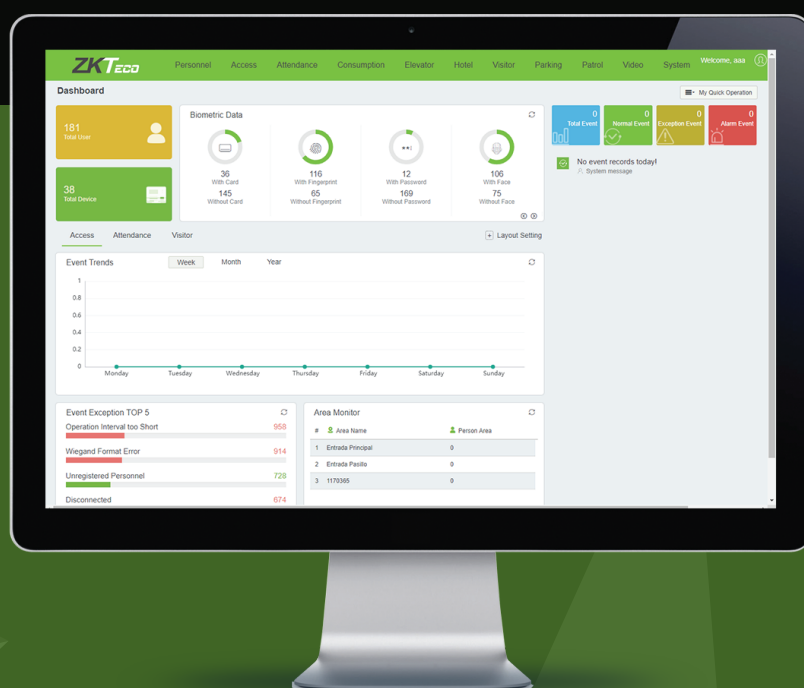 ZKTECO
Personnel Access Attendance Consumption Elevator Hotel Visitor Parking Patrol Video System Welcome, aaa
Dashboard
My Quick Operation
181
Total User
38
Total Device
Biometric Data
36
With Card
145
Without Card
116
With Fingerprint
65
Without Fingerprint
12
With Password
169
Without Password
106
With Face
75
Without Face
0
Total Event
0
Normal Event
0
Exception Event
0
Alarm Event
No event records today!
System message
Access Attendance Visitor
Layout Setting
Event Trends
Week Month Year
1
0.8
0.6
0.4
0.2
0
Monday Tuesday Wednesday Thursday Friday Saturday Sunday
Event Exception TOP 5
Operation Interval too Short 958
Wiegand Format Error 914
Unregistered Personnel 728
Disconnected 674
Area Monitor
# Area Name Person Area
1 Entrada Principal 0
2 Entrada Pasillo 0
3 1170365 0